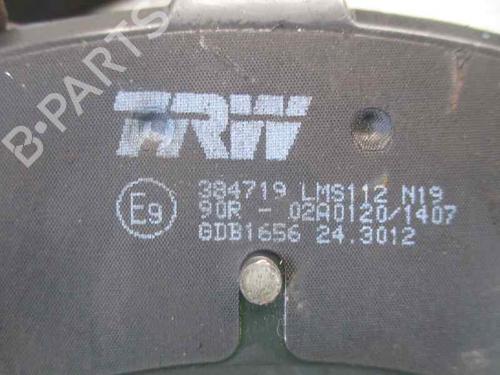 B-PARTS
TRW
384719 LMS112 N19
E9 90R - 02A0120/1407
GDB1656 24.3012